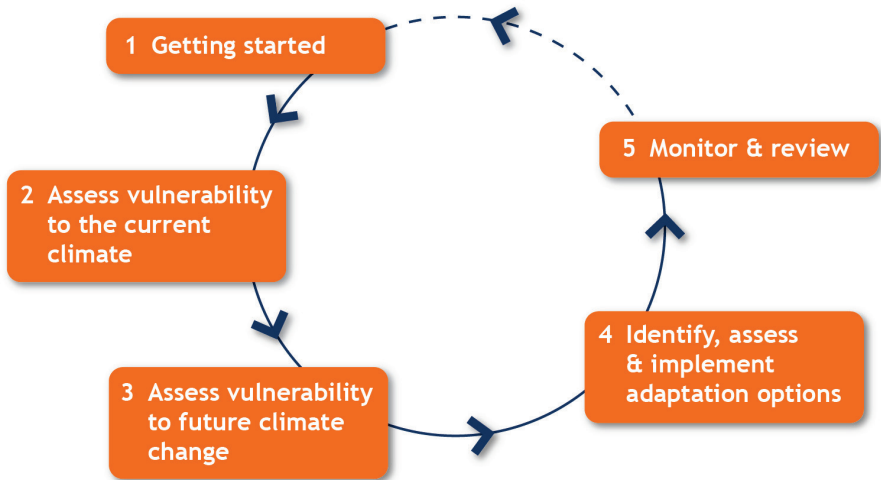 1 Getting started
2 Assess vulnerability
to the current
climate
3 Assess vulnerability
to future climate
change
4 Identify, assess
& implement
adaptation options
5 Monitor & review